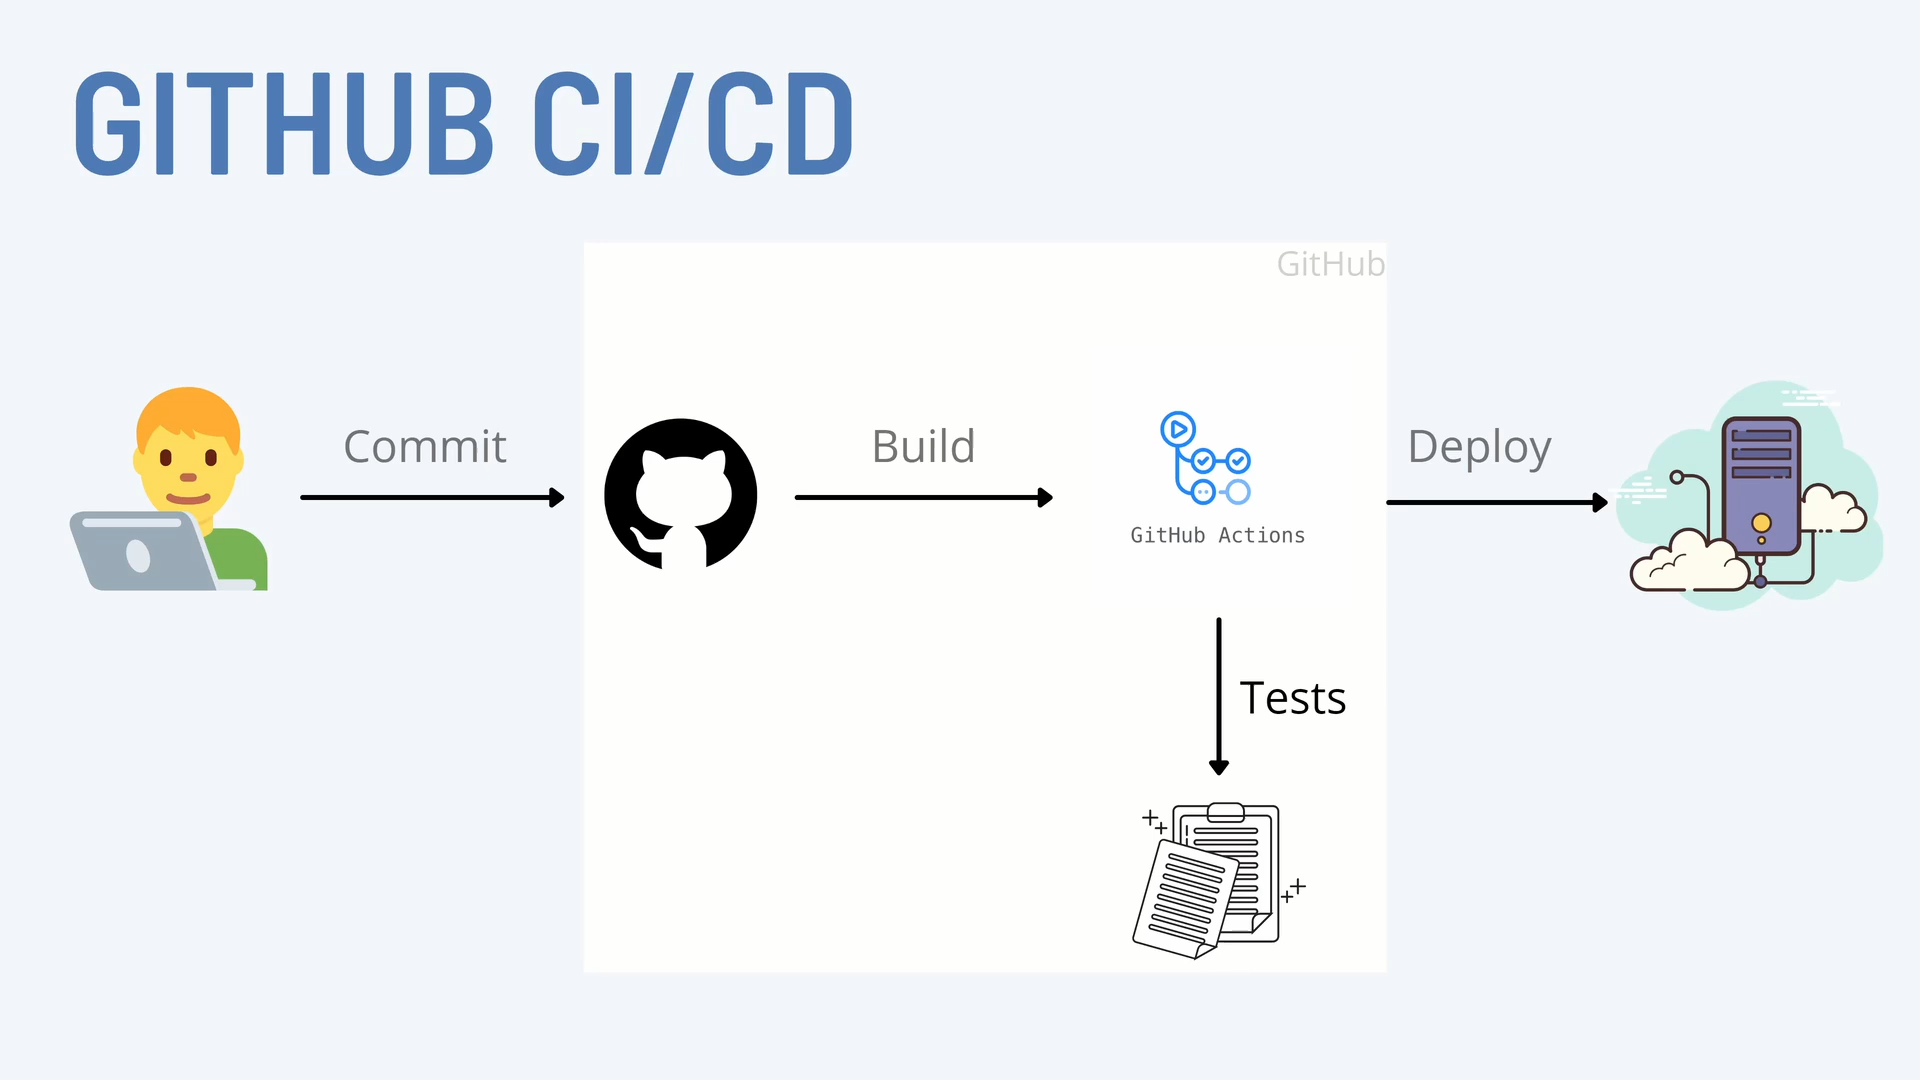 GITHUB CI/CD
GitHub
Commit
Build
Deploy
GitHub Actions
Tests